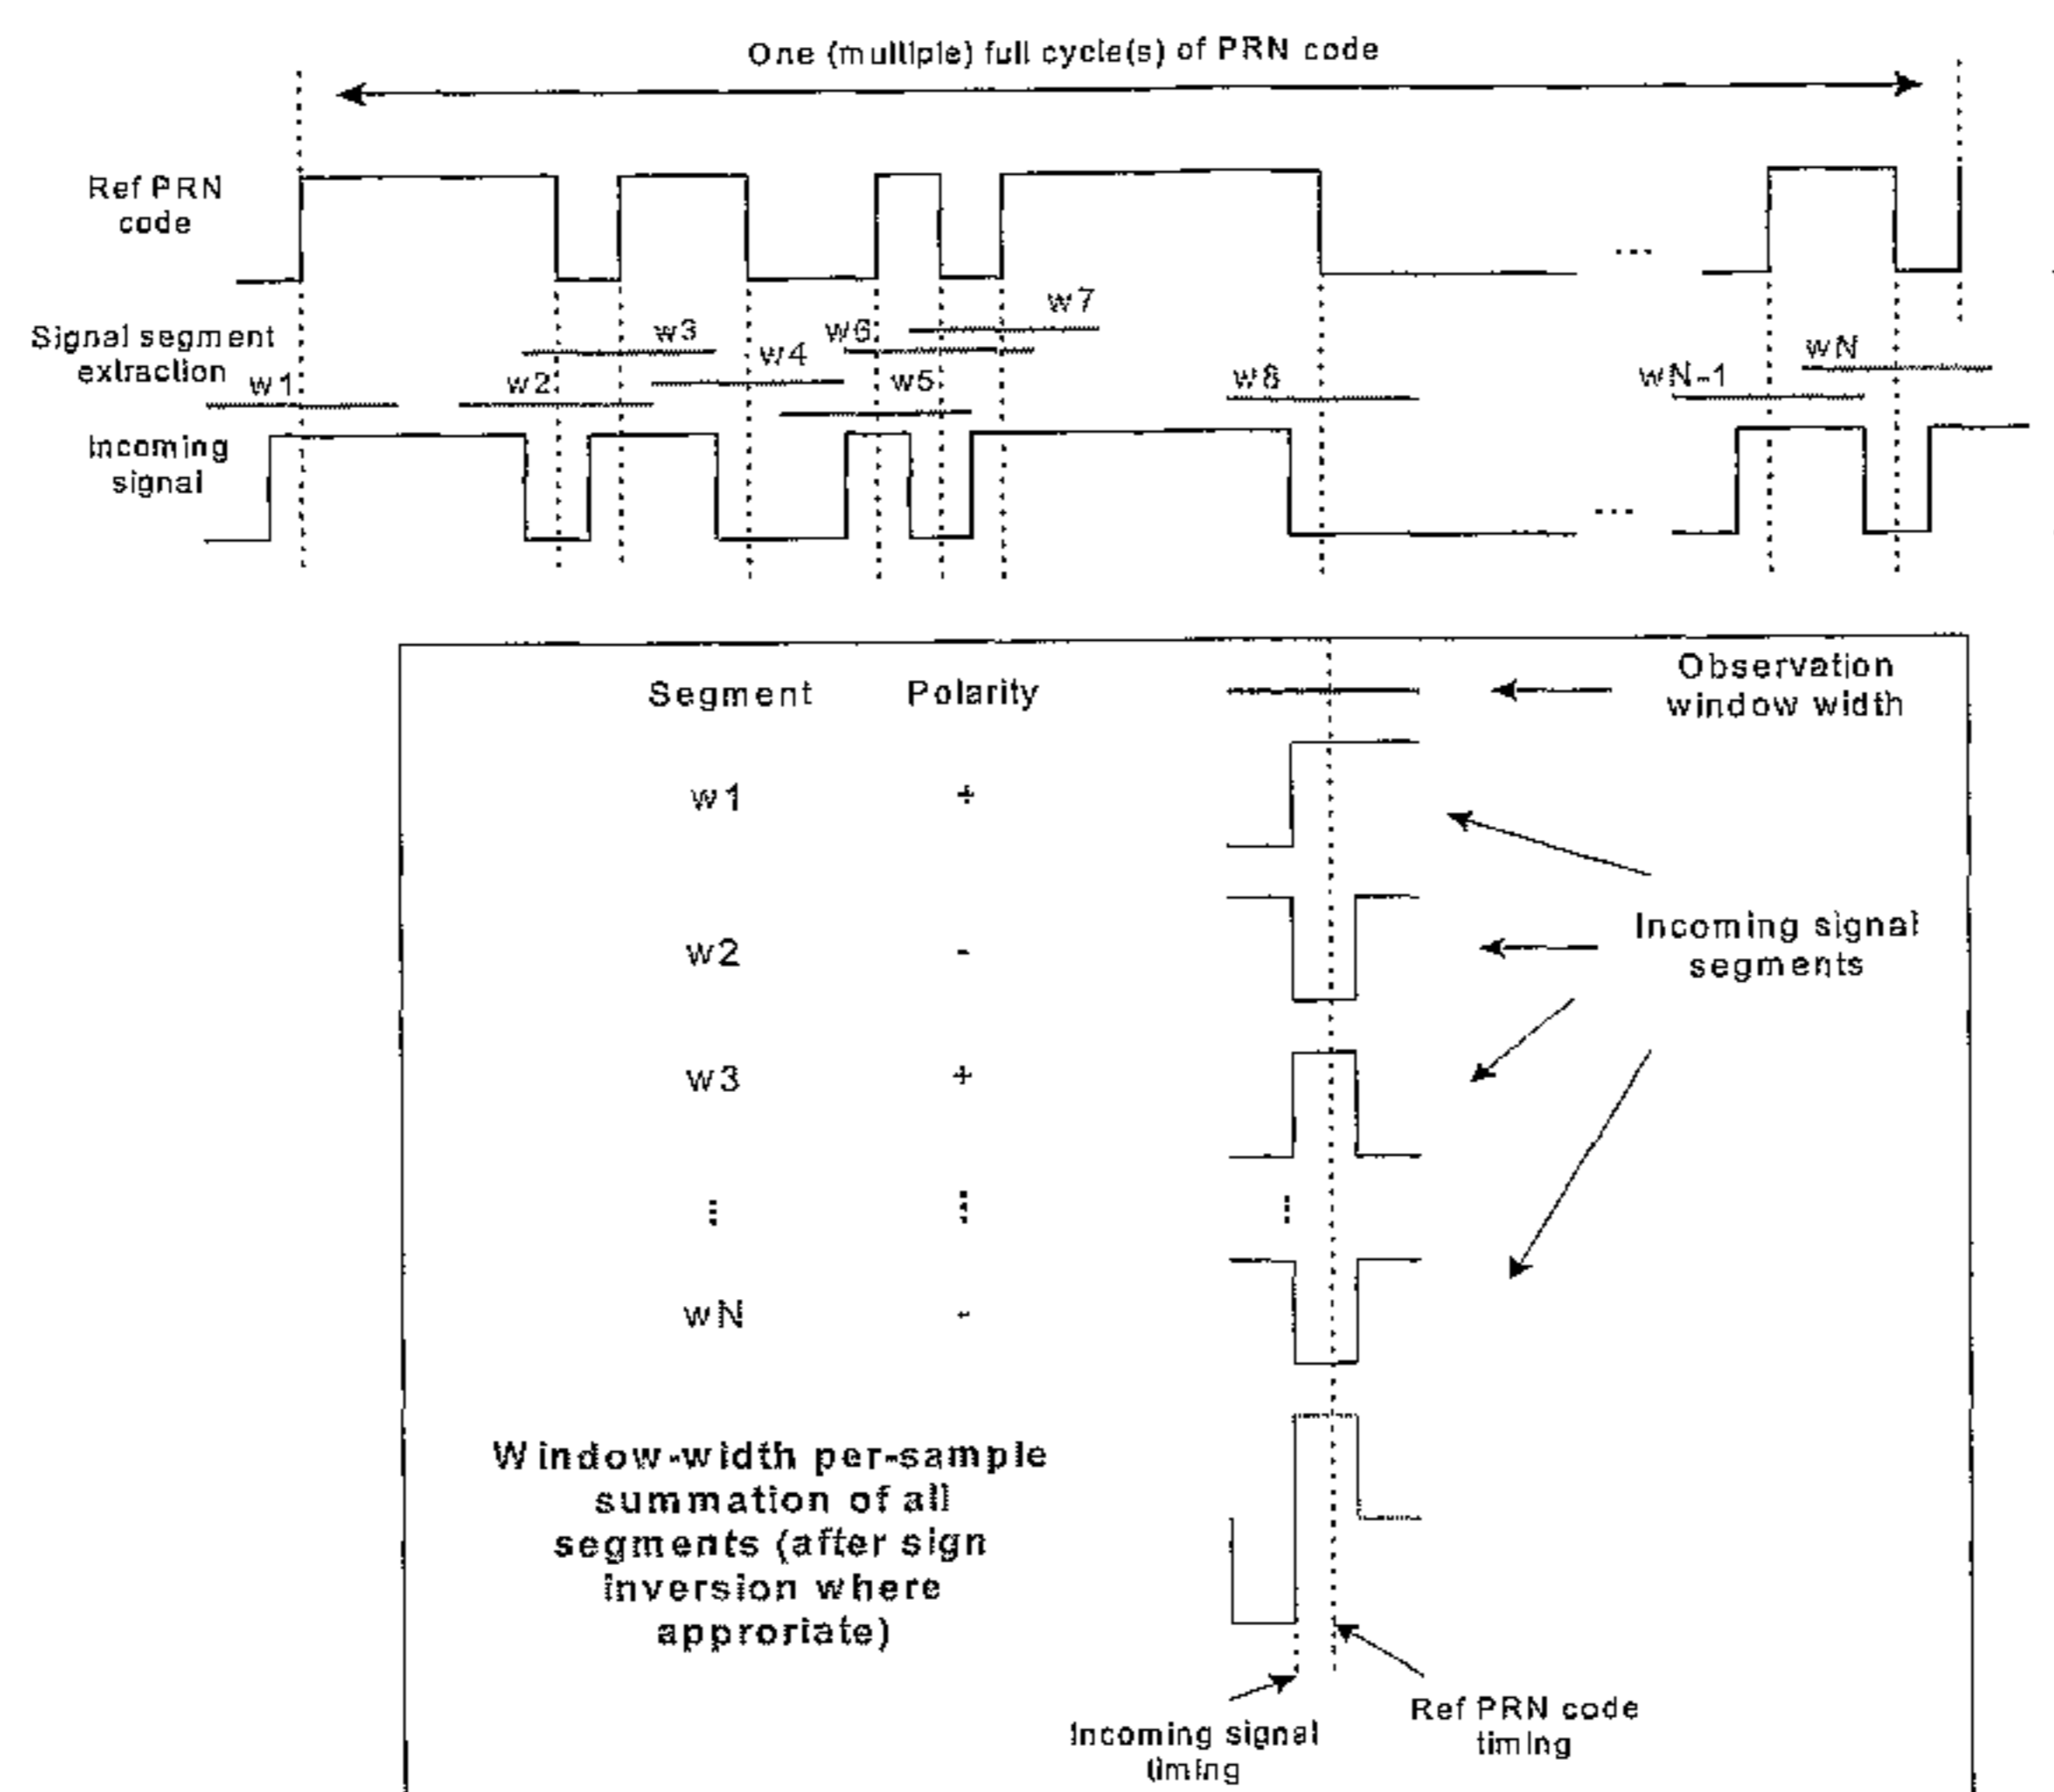 One (multiple) full cycle(s) of PRN code
Ref PRN
code
w7
Signal segment
extraction
w3
w6
w4
wN
w1
w2
w5
w8
wN-1
Incoming
signal
...
...
Segment
Polarity
Observation
window width
w1
+
w2
-
Incoming signal
segments
w3
+
wN
-
Window-width per-sample
summation of all
segments (after sign
inversion where
approriate)
Ref PRN code
timing
Incoming signal
timing